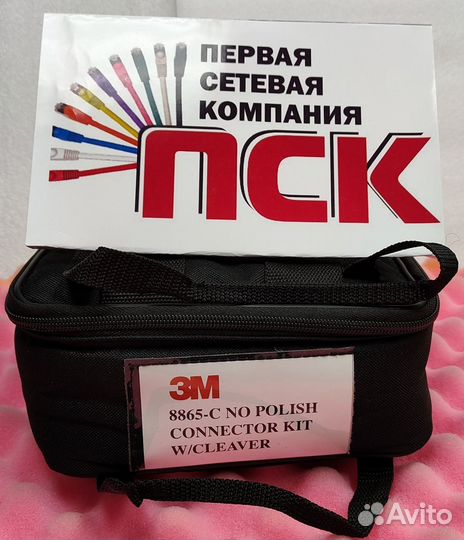 ПЕРВАЯ
СЕТЕВАЯ
КОМПАНИЯ
ПСК
3M
8865-C NO POLISH
CONNECTOR KIT
W/CLEAVER
Avito